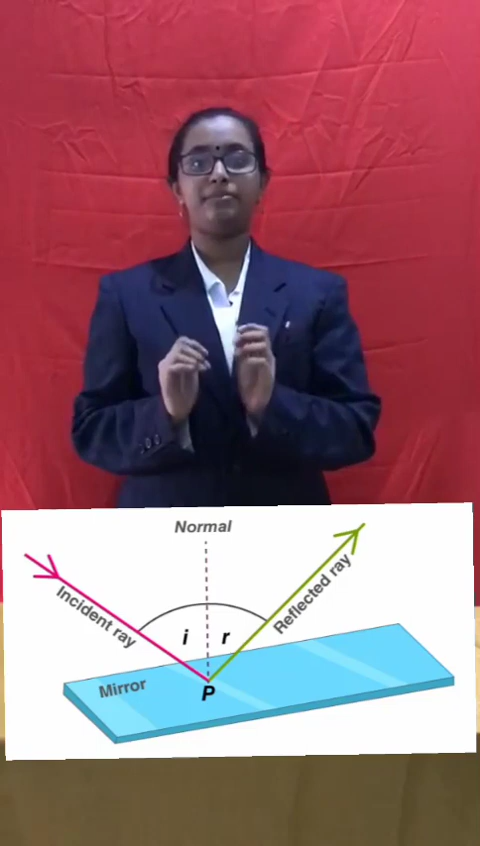 Normal
Incident ray
Reflected ray
i
r
Mirror
P